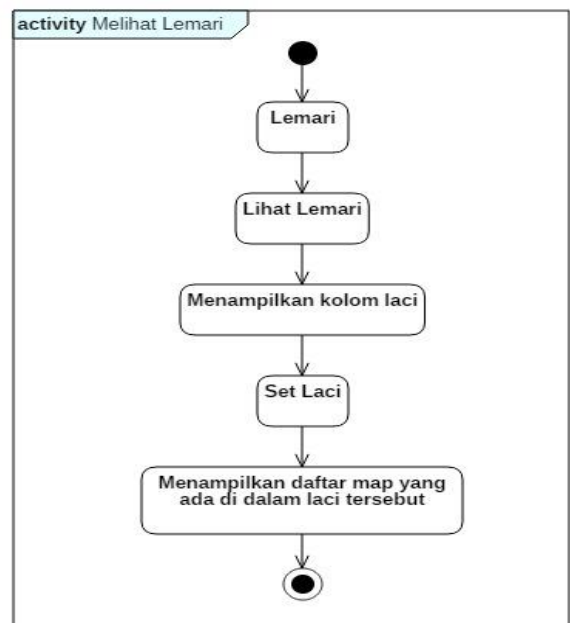 activity Melihat Lemari
Lemari
Lihat Lemari
Menampilkan kolom laci
Set Laci
Menampilkan daftar map yang
ada di dalam laci tersebut